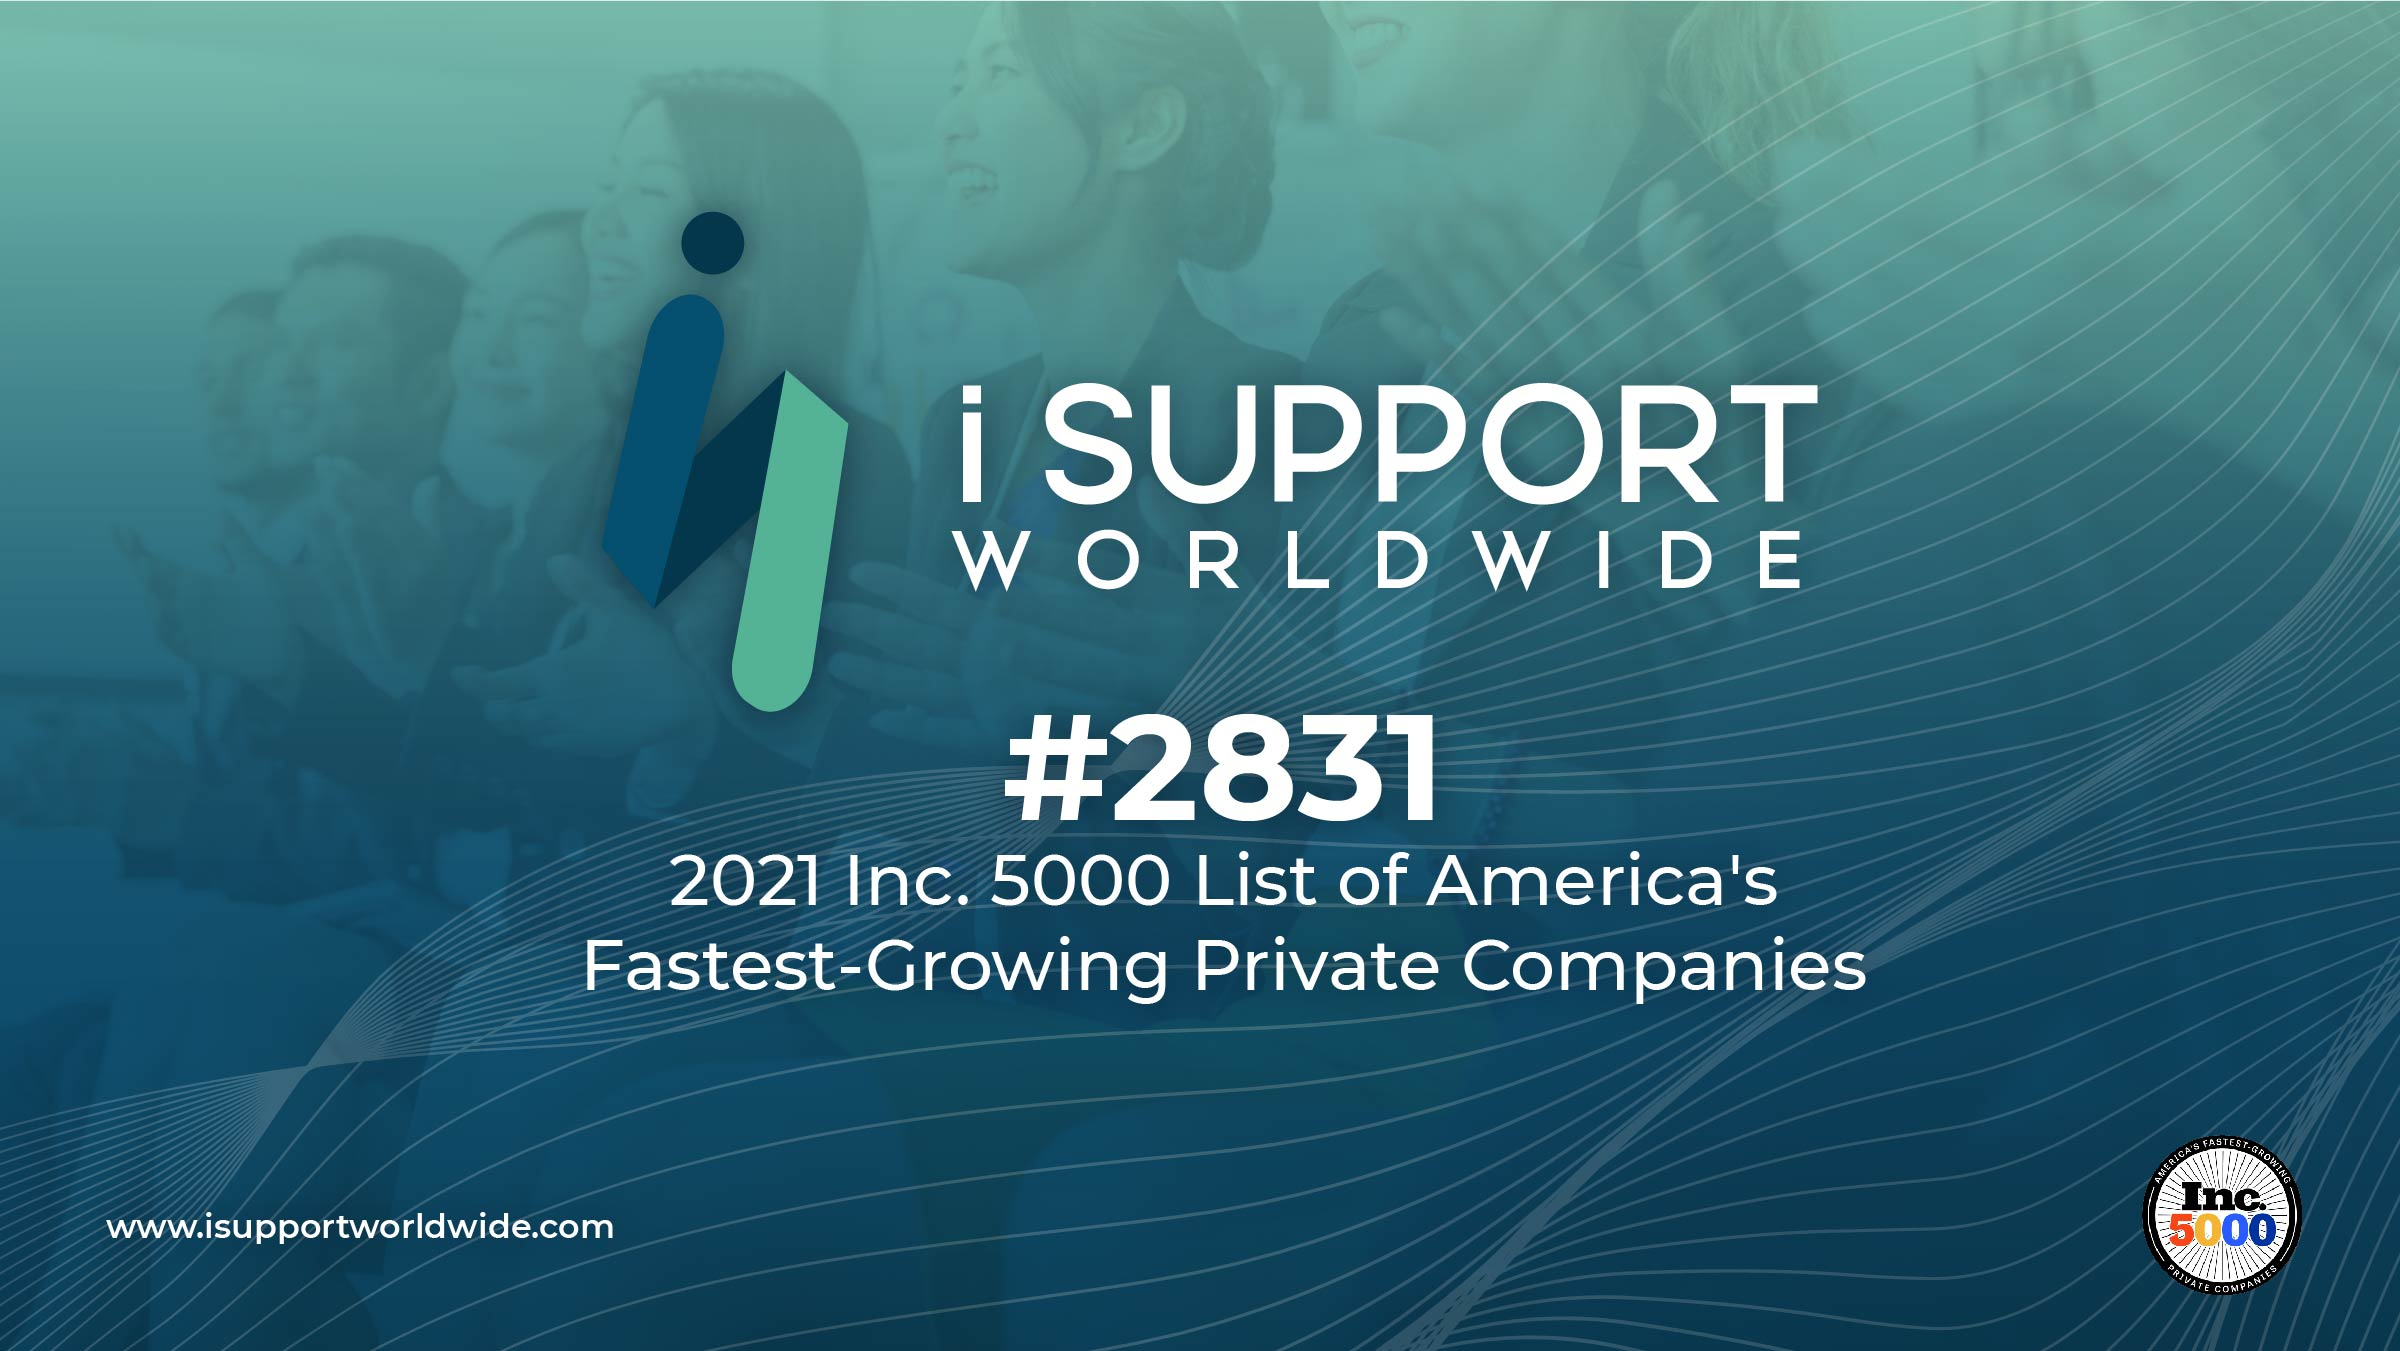 i SUPPORT
WORLDWIDE
#2831
2021 Inc. 5000 List of America's
Fastest-Growing Private Companies
www.isupportworldwide.com
AMERICA'S FASTEST-GROWING
Inc.
5000
PRIVATE COMPANIES